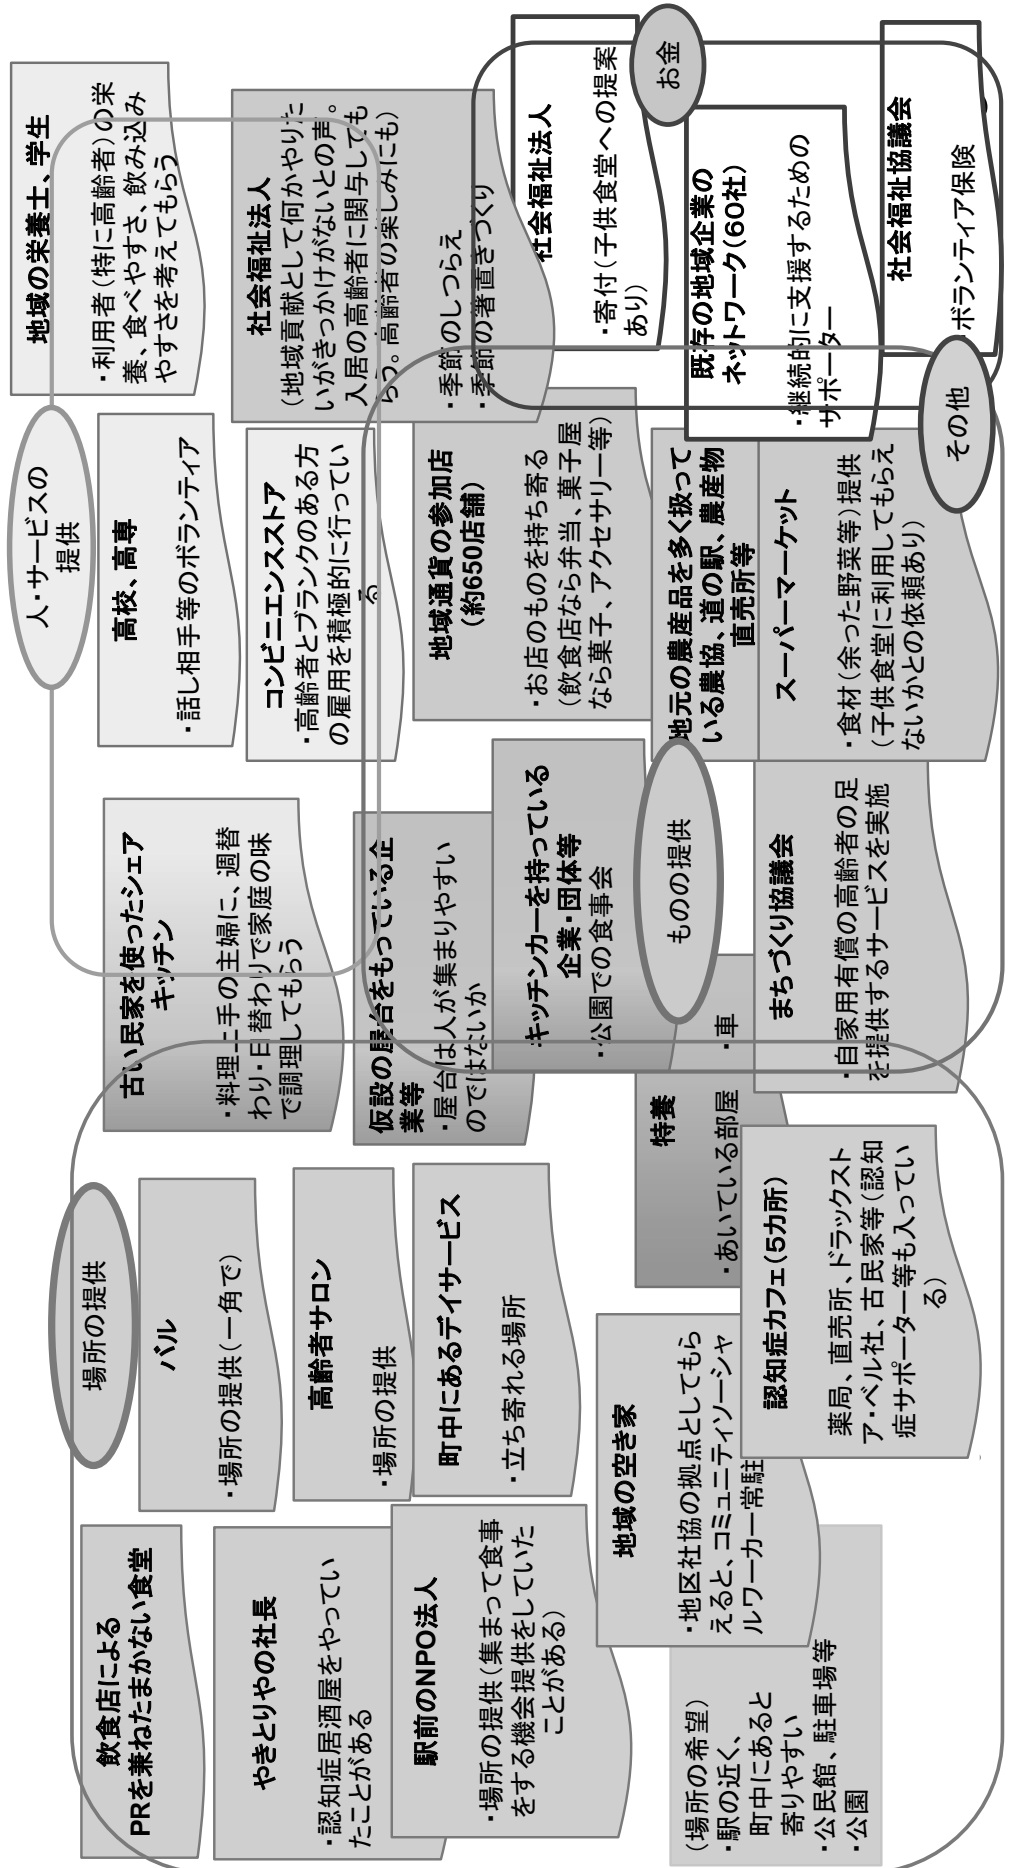 場所の提供
飲食店による
PRを兼ねたまかない食堂
やきとりやの社長
・認知症居酒屋をやってい
たことがある
駅前のNPO法人
・場所の提供(集まって食事
をする機会提供をしていた
ことがある)
(場所の希望)
・駅の近く、
町中にあると
寄りやすい
・公民館、駐車場等
・公園
バル
・場所の提供(一角で)
高齢者サロン
・場所の提供
町中にあるデイサービス
・立ち寄れる場所
地域の空き家
・地区社協の拠点としてもら
えると、コミュニティソーシャ
ルワーカー常駐
認知症カフェ(5カ所)
薬局、直売所、ドラックスト
ア・ベル社、古民家等(認知
症サポーター等も入ってい
る)
特養
・あいている部屋
・車
古い民家を使ったシェア
キッチン
・料理上手の主婦に、週替
わり・日替わりで家庭の味
で調理してもらう
仮設の屋台をもっている企
業等
・屋台は人が集まりやすい
のではないか
キッチンカーを持っている
企業・団体等
・公園での食事会
まちづくり協議会
・自家用有償の高齢者の足
を提供するサービスを実施
ものの提供
人・サービスの
提供
高校、高専
・話し相手等のボランティア
コンビニエンスストア
・高齢者とブランクのある方
の雇用を積極的に行ってい
る
地域通貨の参加店
(約650店舗)
・お店のものを持ち寄る
(飲食店なら弁当、菓子屋
なら菓子、アクセサリー等)
地元の農産品を多く扱って
いる農協、道の駅、農産物
直売所等
スーパーマーケット
・食材(余った野菜等)提供
(子供食堂に利用してもらえ
ないかとの依頼あり)
その他
地域の栄養士、学生
・利用者(特に高齢者)の栄
養、食べやすさ、飲み込み
やすさを考えてもらう
社会福祉法人
(地域貢献として何かやりた
いがきっかけがないとの声。
入居の高齢者に関与しても
らう。高齢者の楽しみにも)
・季節のしつらえ
・季節の箸置きづくり
社会福祉法人
・寄付(子供食堂への提案
あり)
お金
既存の地域企業の
ネットワーク(60社)
・継続的に支援するための
サポーター
社会福祉協議会
ボランティア保険